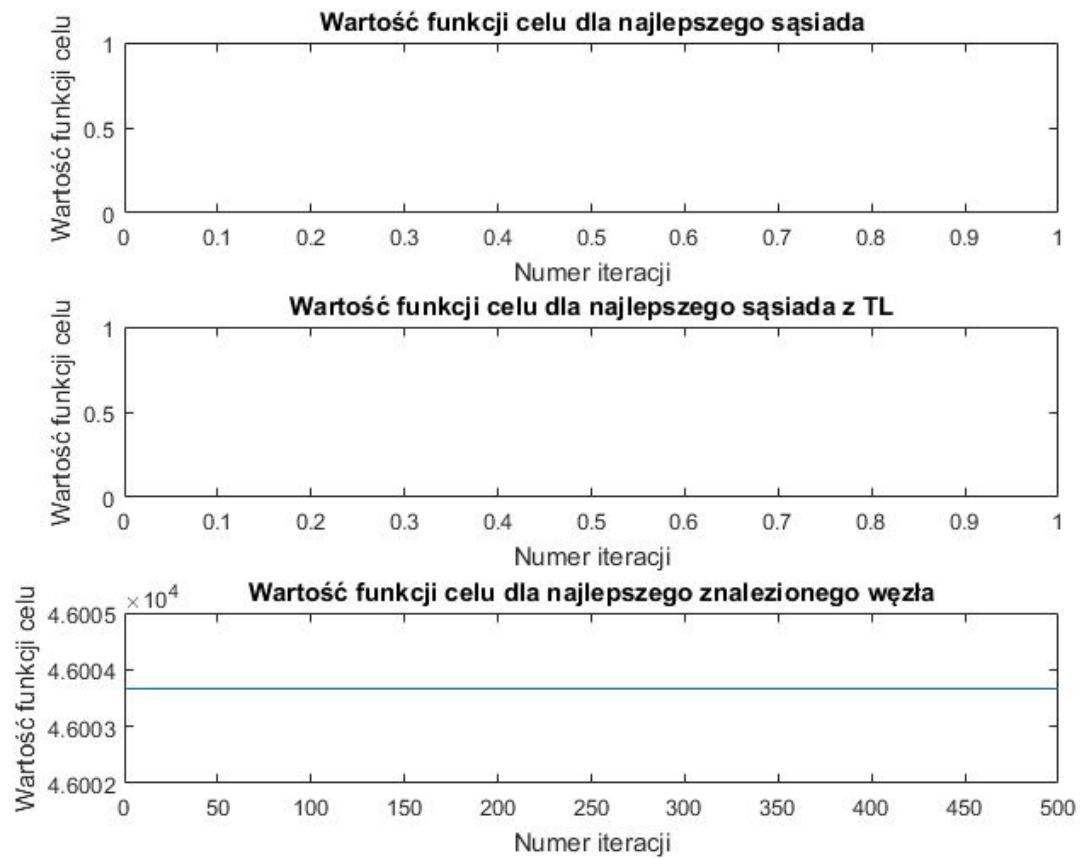 Wartość funkcji celu dla najlepszego sąsiada
Wartość funkcji celu
1
0.5
0
0 0.1 0.2 0.3 0.4 0.5 0.6 0.7 0.8 0.9 1
Numer iteracji
Wartość funkcji celu dla najlepszego sąsiada z TL
Wartość funkcji celu
1
0.5
0
0 0.1 0.2 0.3 0.4 0.5 0.6 0.7 0.8 0.9 1
Numer iteracji
Wartość funkcji celu dla najlepszego znalezionego węzła
×10⁴
Wartość funkcji celu
4.6005
4.6004
4.6003
4.6002
0 50 100 150 200 250 300 350 400 450 500
Numer iteracji